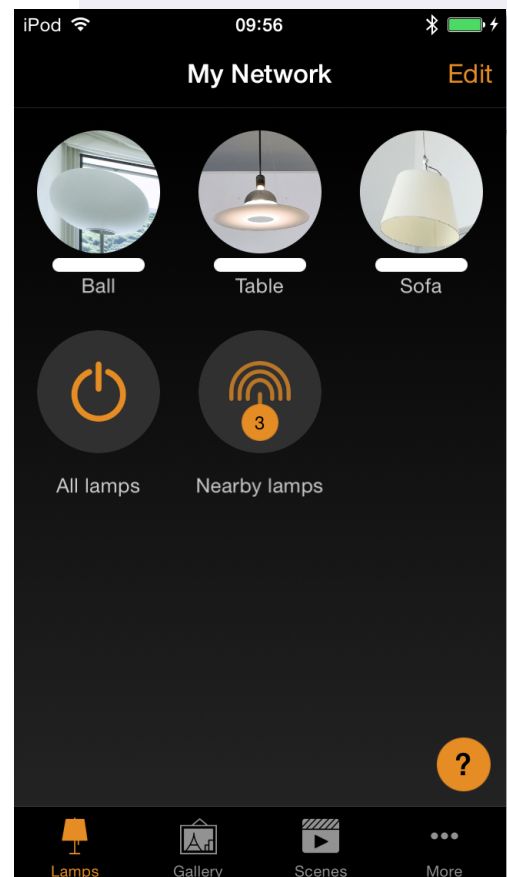 iPod 09:56
My Network Edit
Ball Table Sofa
3
All lamps Nearby lamps
?
Lamps Gallery Scenes More